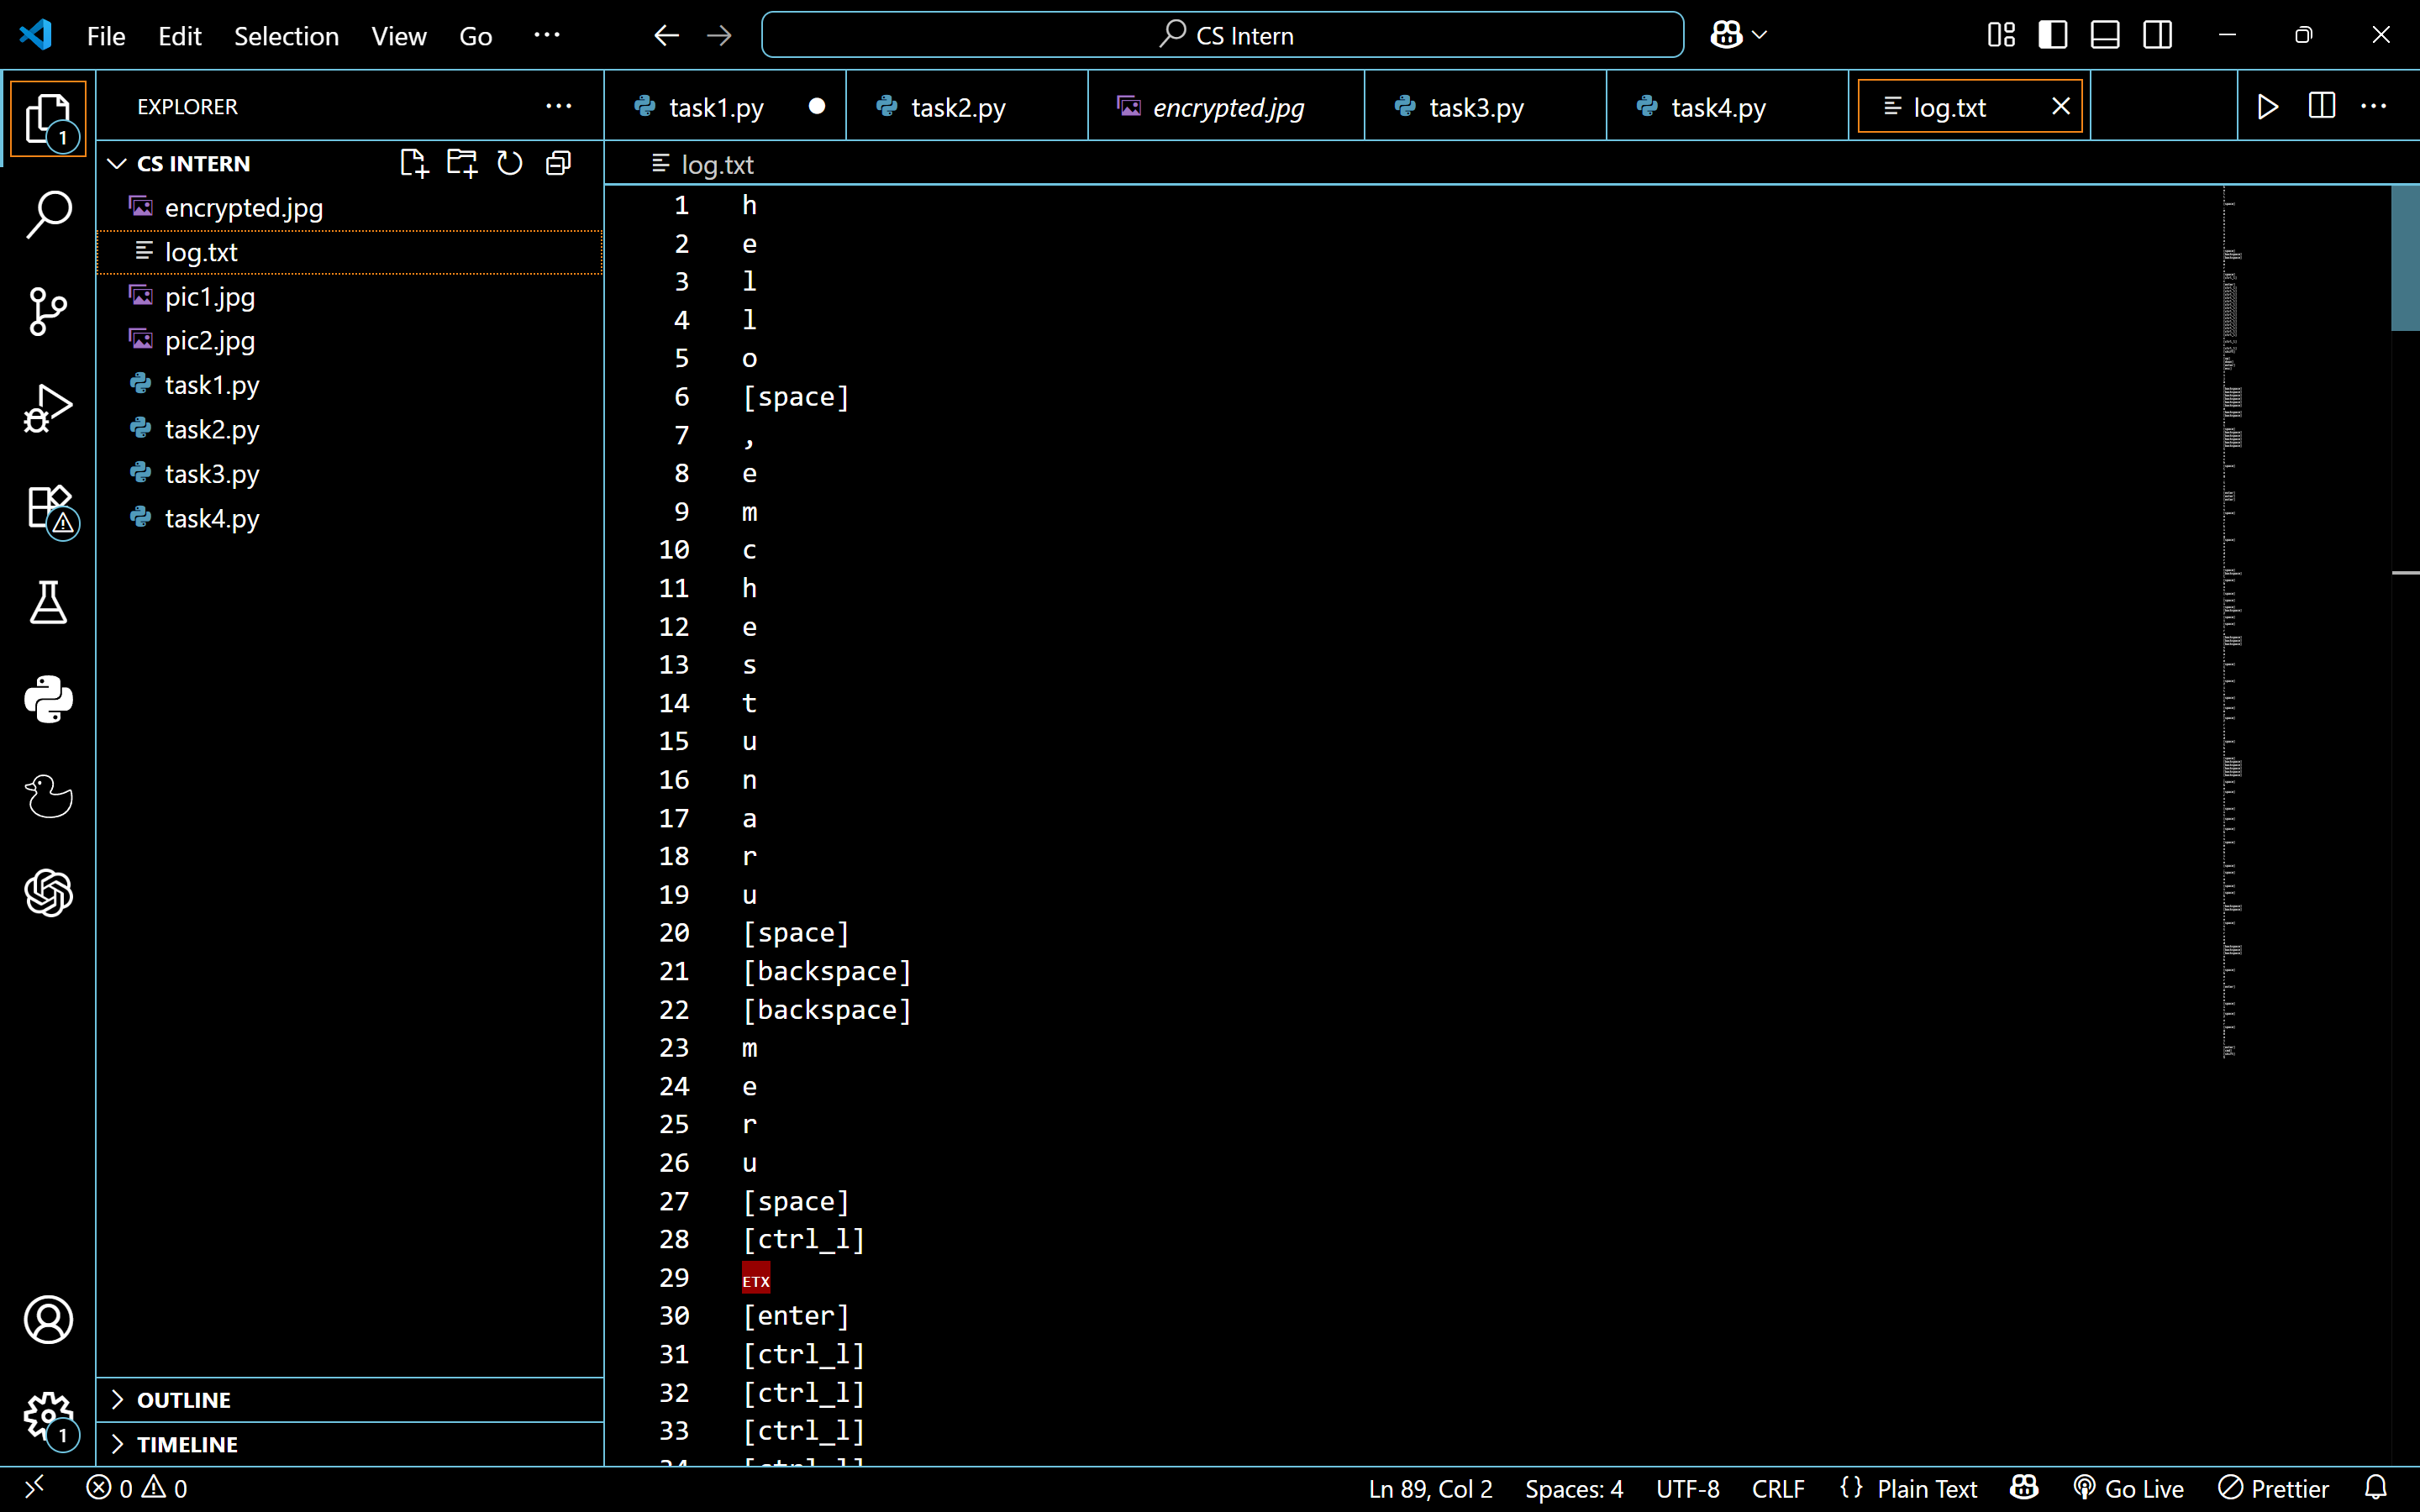 File Edit Selection View Go ... CS Intern
EXPLORER ...
task1.py task2.py encrypted.jpg task3.py task4.py log.txt
CS INTERN
log.txt
encrypted.jpg
log.txt
pic1.jpg
pic2.jpg
task1.py
task2.py
task3.py
task4.py
1 h
2 e
3 l
4 l
5 o
6 [space]
7 ,
8 e
9 m
10 c
11 h
12 e
13 s
14 t
15 u
16 n
17 a
18 r
19 u
20 [space]
21 [backspace]
22 [backspace]
23 m
24 e
25 r
26 u
27 [space]
28 [ctrl_l]
29 ETX
30 [enter]
31 [ctrl_l]
32 [ctrl_l]
33 [ctrl_l]
34 [ctrl_l]
1
1
OUTLINE
TIMELINE
0 0 Ln 89, Col 2 Spaces: 4 UTF-8 CRLF {} Plain Text Go Live Prettier